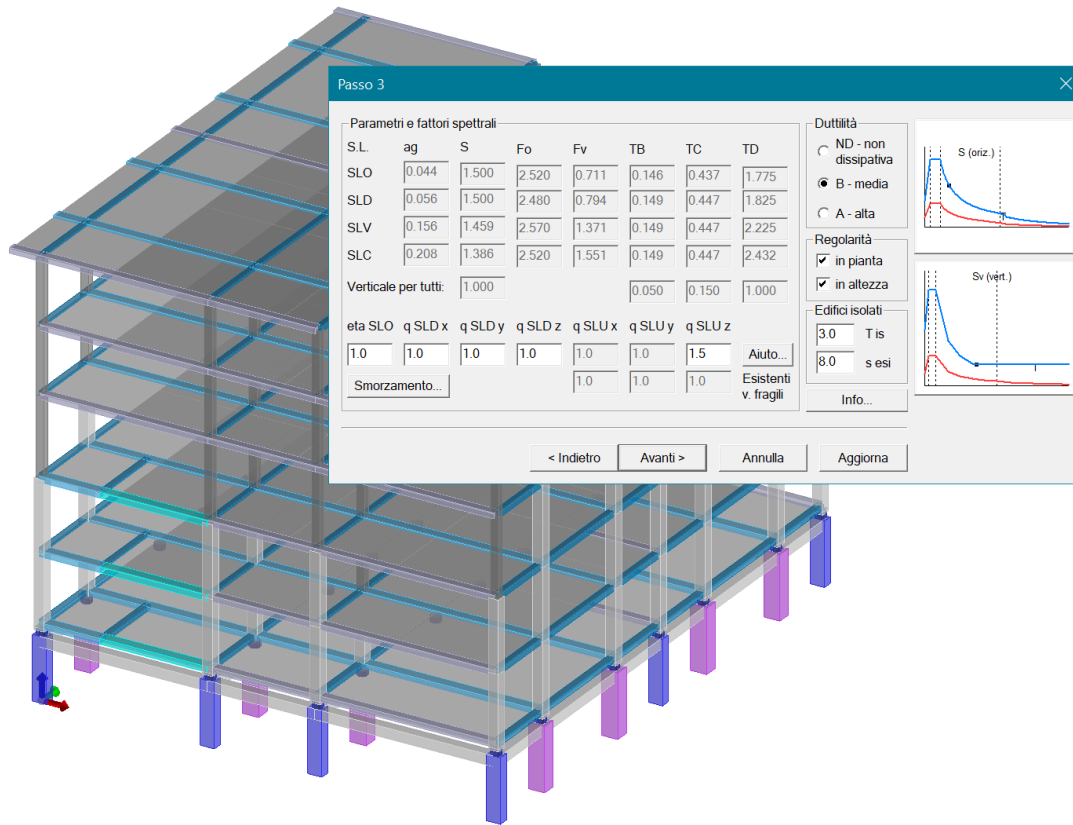 Passo 3
Parametri e fattori spettrali
S.L. ag S Fo Fv TB TC TD
SLO 0.044 1.500 2.520 0.711 0.146 0.437 1.775
SLD 0.056 1.500 2.480 0.794 0.149 0.447 1.825
SLV 0.156 1.459 2.570 1.371 0.149 0.447 2.225
SLC 0.208 1.386 2.520 1.551 0.149 0.447 2.432
Verticale per tutti: 1.000 0.050 0.150 1.000
eta SLO q SLD x q SLD y q SLD z q SLU x q SLU y q SLU z
1.0 1.0 1.0 1.0 1.0 1.0 1.5 Aiuto...
Smorzamento... 1.0 1.0 1.0 Esistenti
v. fragili
Duttilità
ND - non
dissipativa
B - media
A - alta
Regolarità
in pianta
in altezza
Edifici isolati
3.0 T is
8.0 s esi
Info...
S (oriz.)
Sv (vert.)
< Indietro Avanti > Annulla Aggiorna